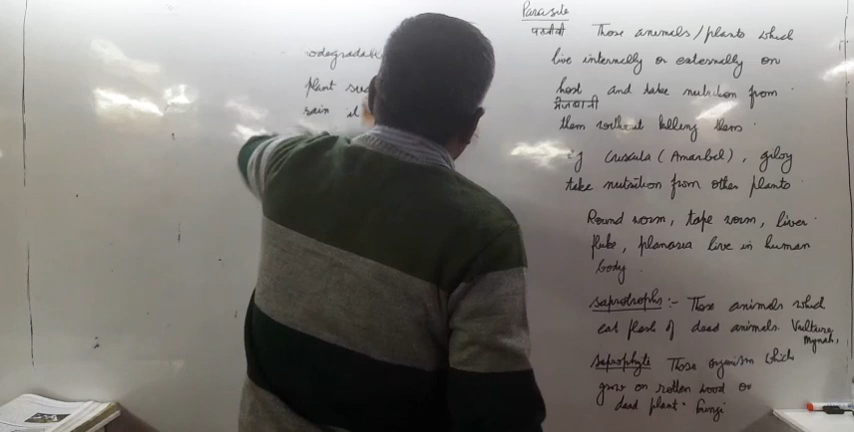 odegradable
plant
rain it
Parasite
परजीवी Those animals/plants which
live internally or externally on
host and take nutrition from
मेजबानी
them without killing them
eg Cuscuta (Amarbel), giloy
take nutrition from other plants
Round worm, tape worm, liver
fluke, planaria live in human
body
saprotrophs :- Those animals which
eat flesh of dead animals. Vulture,
Mynah,
saprophyte Those organism which
grow on rotten wood or
dead plant. fungi